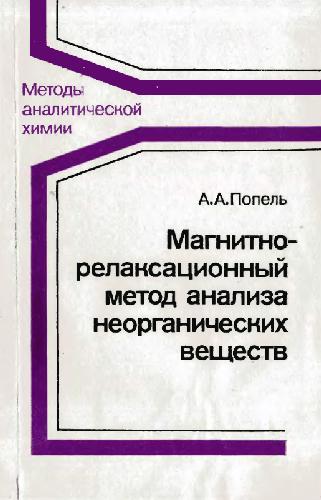 Методы
аналитической
химии
А.А.Попель
Магнитно-
релаксационный
метод анализа
неорганических
веществ